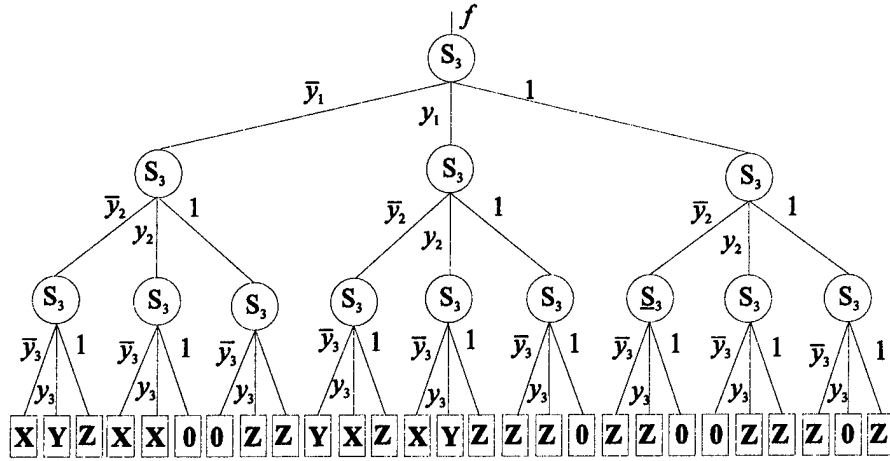 f
S₃
ȳ₁ y₁ 1
S₃ S₃ S₃
ȳ₂ y₂ 1 ȳ₂ y₂ 1 ȳ₂ y₂ 1
S₃ S₃ S₃ S₃ S₃ S₃ S̲₃ S₃ S₃
ȳ₃ y₃ 1 ȳ₃ y₃ 1 ȳ₃ y₃ 1 ȳ₃ y₃ 1 ȳ₃ y₃ 1 ȳ₃ y₃ 1 ȳ₃ y₃ 1 ȳ₃ y₃ 1 ȳ₃ y₃ 1
X Y Z X X 0 0 Z Z Y X Z X Y Z Z Z 0 Z Z 0 0 Z Z Z 0 Z